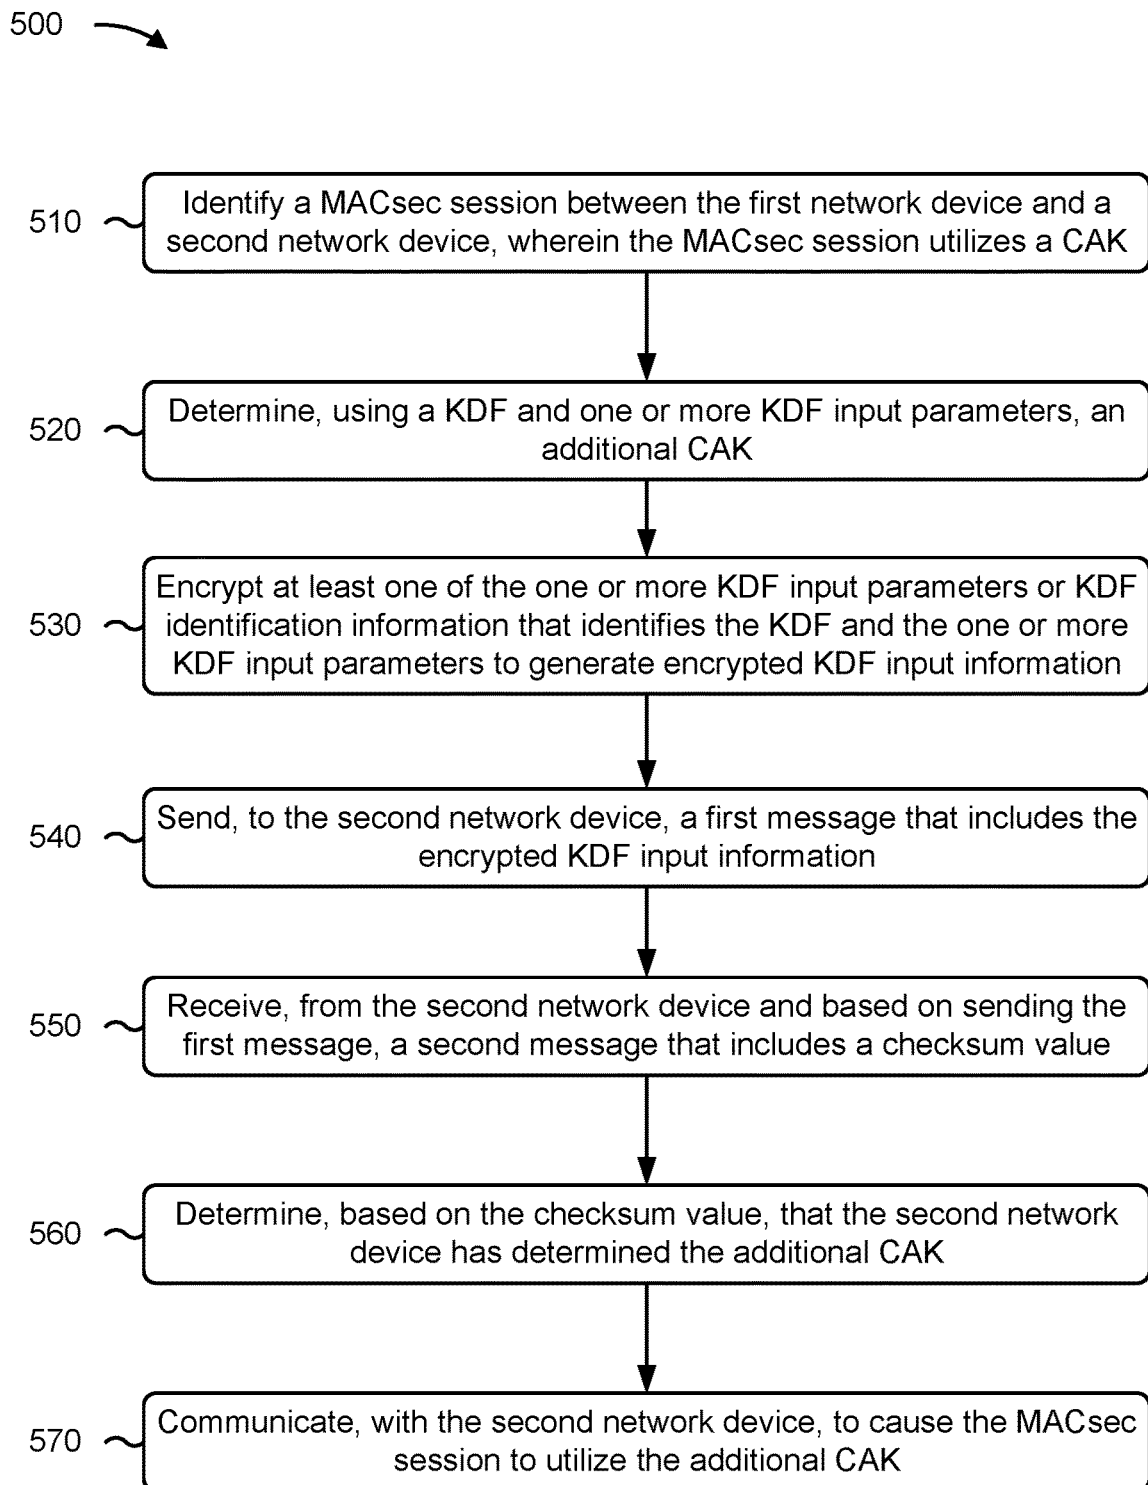 500
510
Identify a MACsec session between the first network device and a
second network device, wherein the MACsec session utilizes a CAK
520
Determine, using a KDF and one or more KDF input parameters, an
additional CAK
530
Encrypt at least one of the one or more KDF input parameters or KDF
identification information that identifies the KDF and the one or more
KDF input parameters to generate encrypted KDF input information
540
Send, to the second network device, a first message that includes the
encrypted KDF input information
550
Receive, from the second network device and based on sending the
first message, a second message that includes a checksum value
560
Determine, based on the checksum value, that the second network
device has determined the additional CAK
570
Communicate, with the second network device, to cause the MACsec
session to utilize the additional CAK